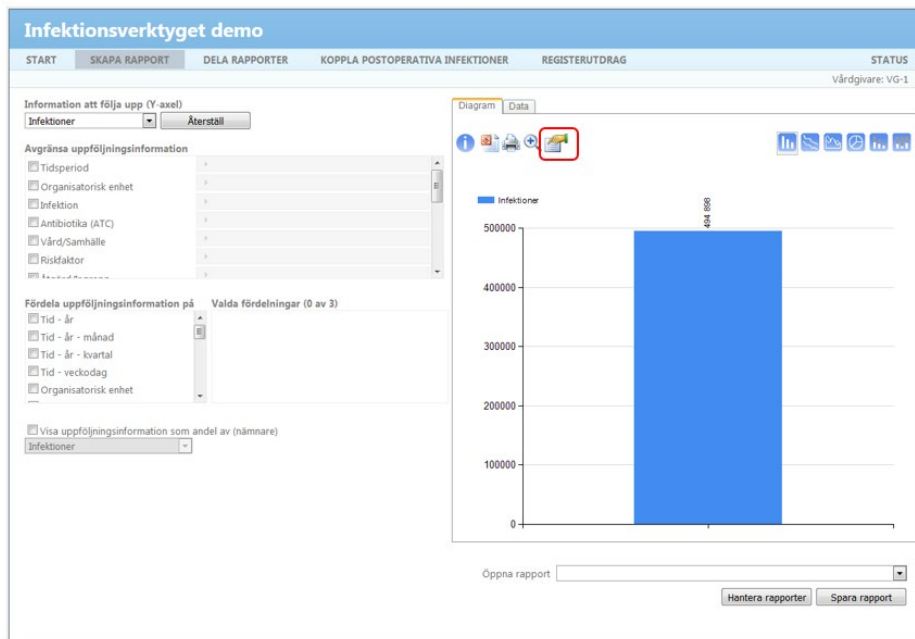 Infektionsverktyget demo
START SKAPA RAPPORT DELA RAPPORTER KOPPLA POSTOPERATIVA INFEKTIONER REGISTERUTDRAG STATUS
Vårdgivare: VG-1
Information att följa upp (Y-axel)
Infektioner Återställ
Avgränsa uppföljningsinformation
Tidsperiod
Organisatorisk enhet
Infektion
Antibiotika (ATC)
Vård/Samhälle
Riskfaktor
Fördela uppföljningsinformation på Valda fördelningar (0 av 3)
Tid - år
Tid - år - månad
Tid - år - kvartal
Tid - veckodag
Organisatorisk enhet
Visa uppföljningsinformation som andel av (nämnare)
Infektioner
Diagram Data
Infektioner
494 898
500000
400000
300000
200000
100000
0
Öppna rapport
Hantera rapporter Spara rapport